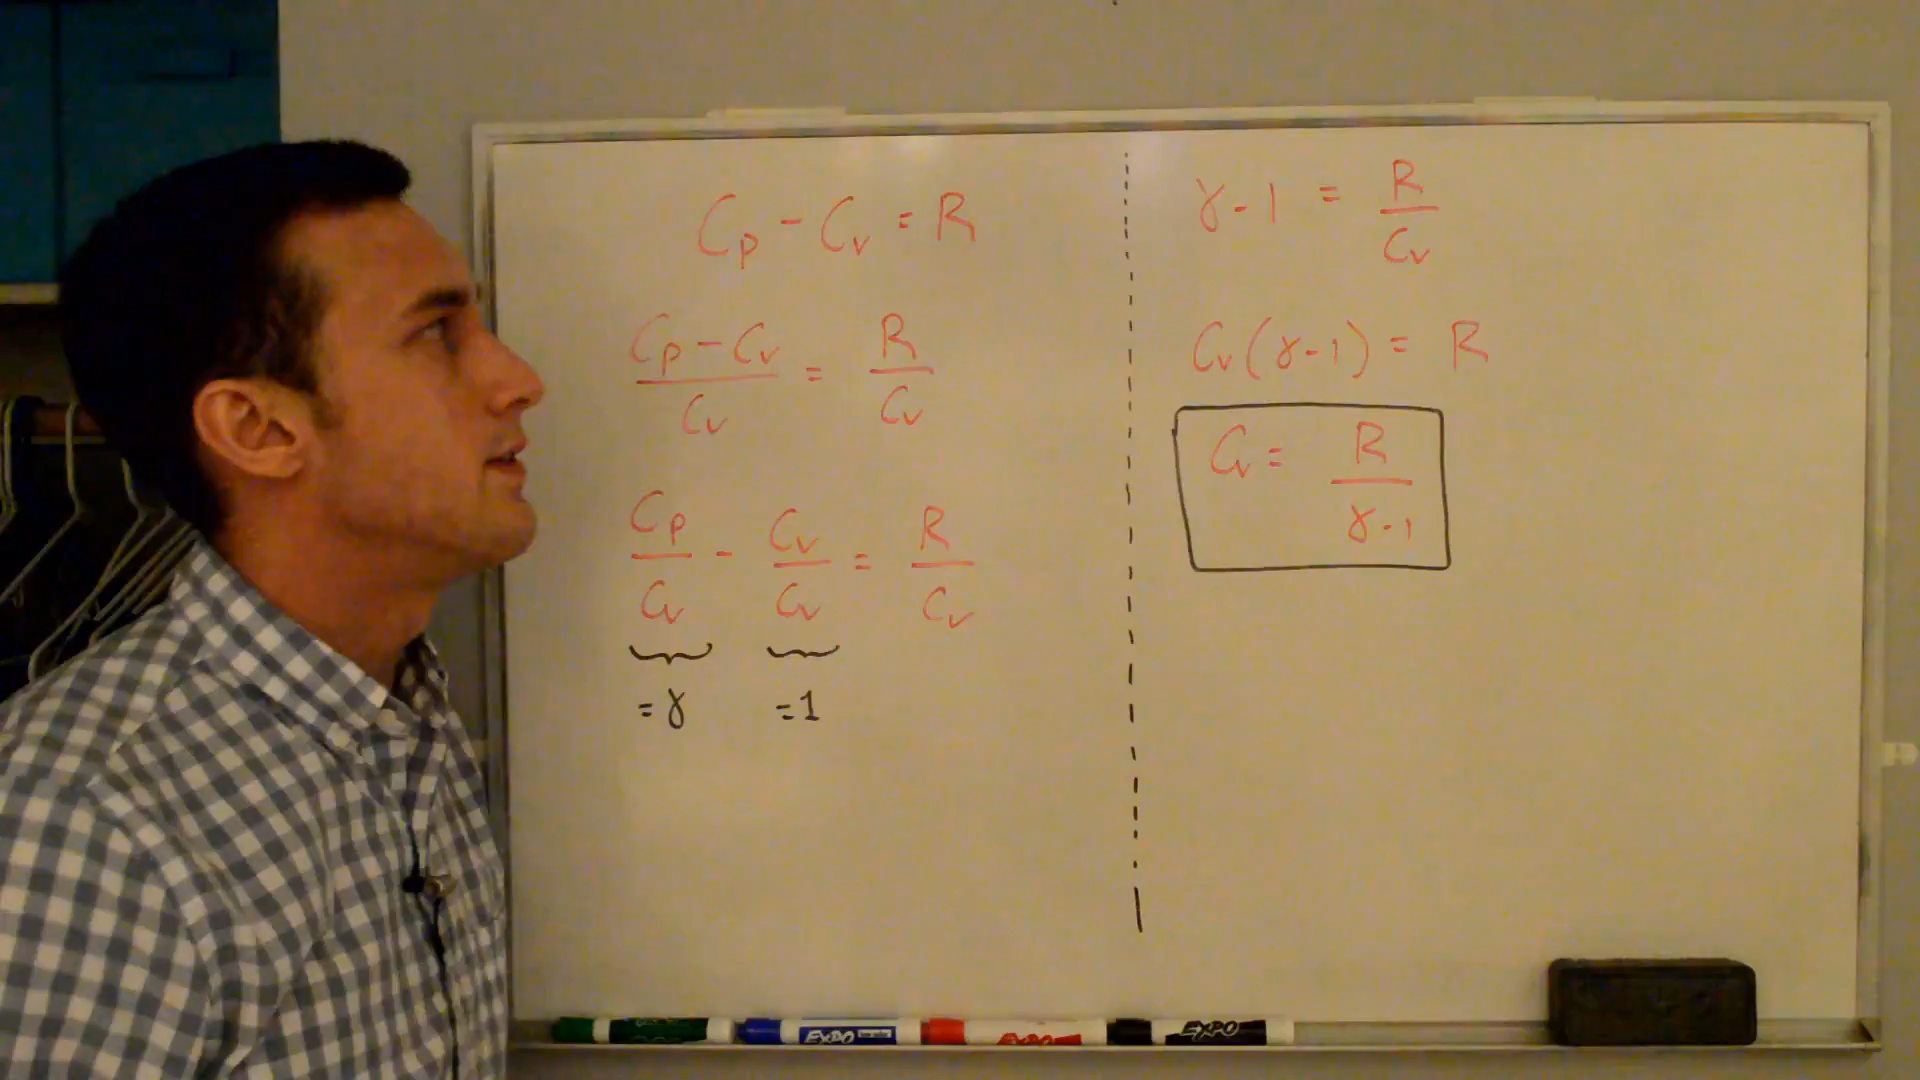 Cp - Cv = R
Cp - Cv / Cv = R / Cv
Cp / Cv - Cv / Cv = R / Cv
= γ = 1
γ - 1 = R / Cv
Cv (γ - 1) = R
Cv = R / γ - 1
EXPO
EXPO
EXPO